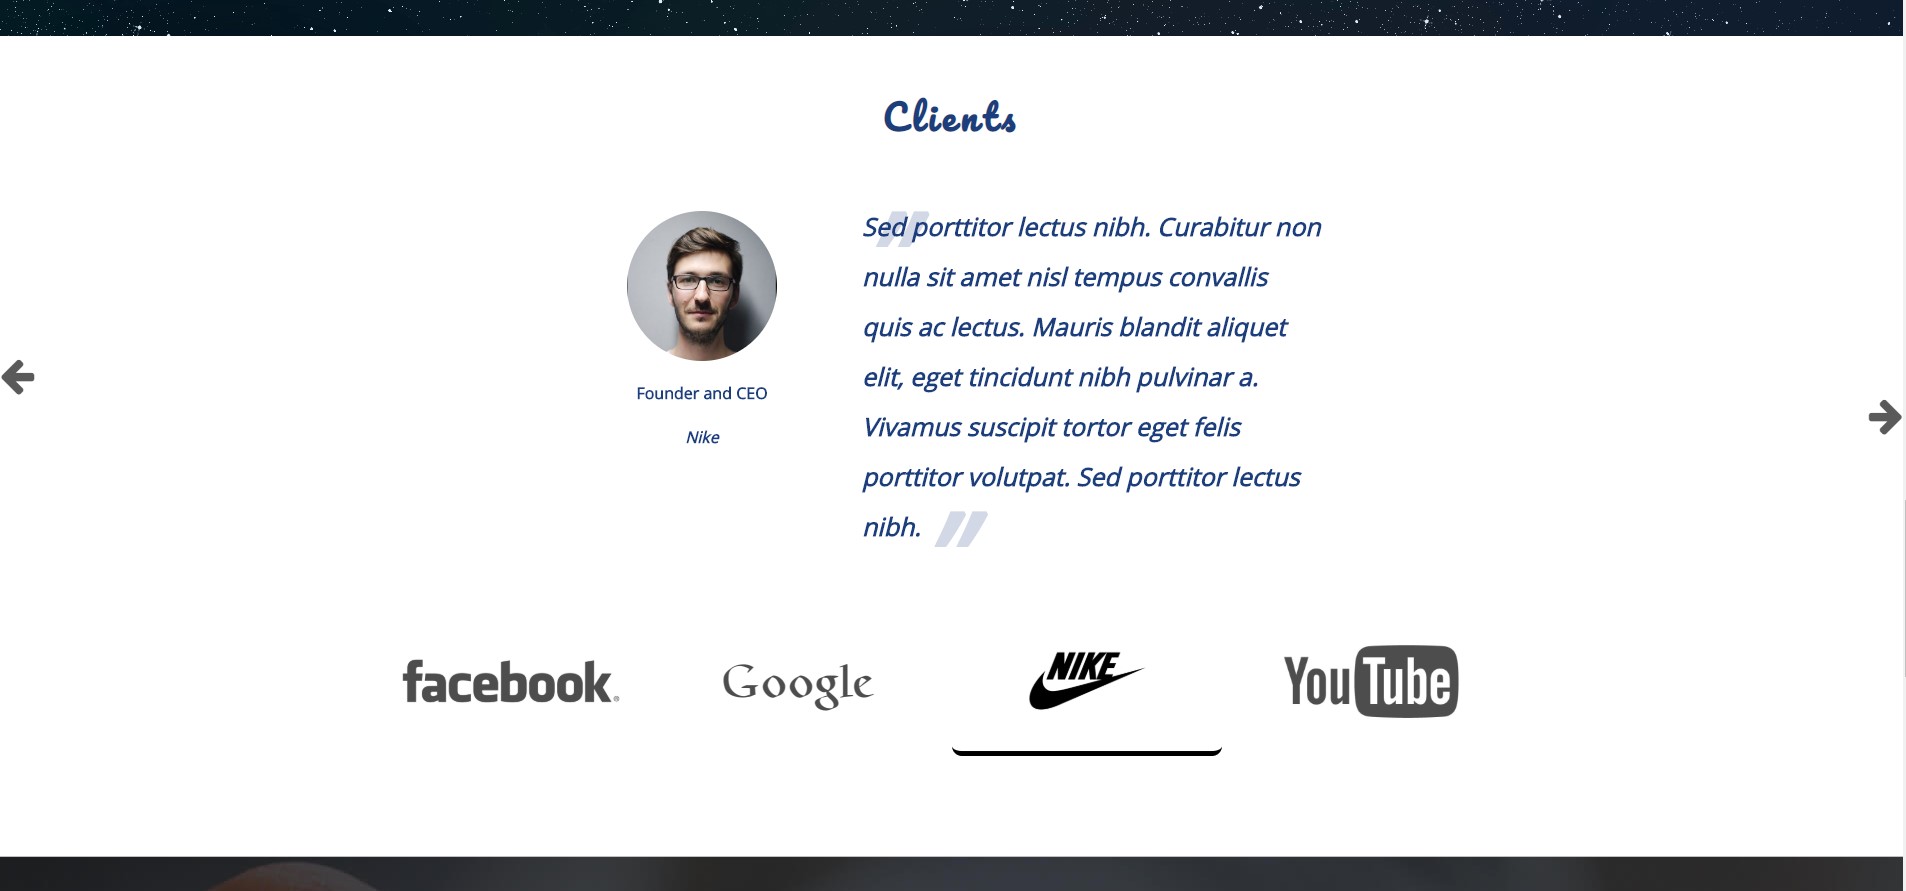 Clients
Sed porttitor lectus nibh. Curabitur non
nulla sit amet nisl tempus convallis
quis ac lectus. Mauris blandit aliquet
elit, eget tincidunt nibh pulvinar a.
Vivamus suscipit tortor eget felis
porttitor volutpat. Sed porttitor lectus
nibh.
Founder and CEO
Nike
facebook®
Google
NIKE
YouTube